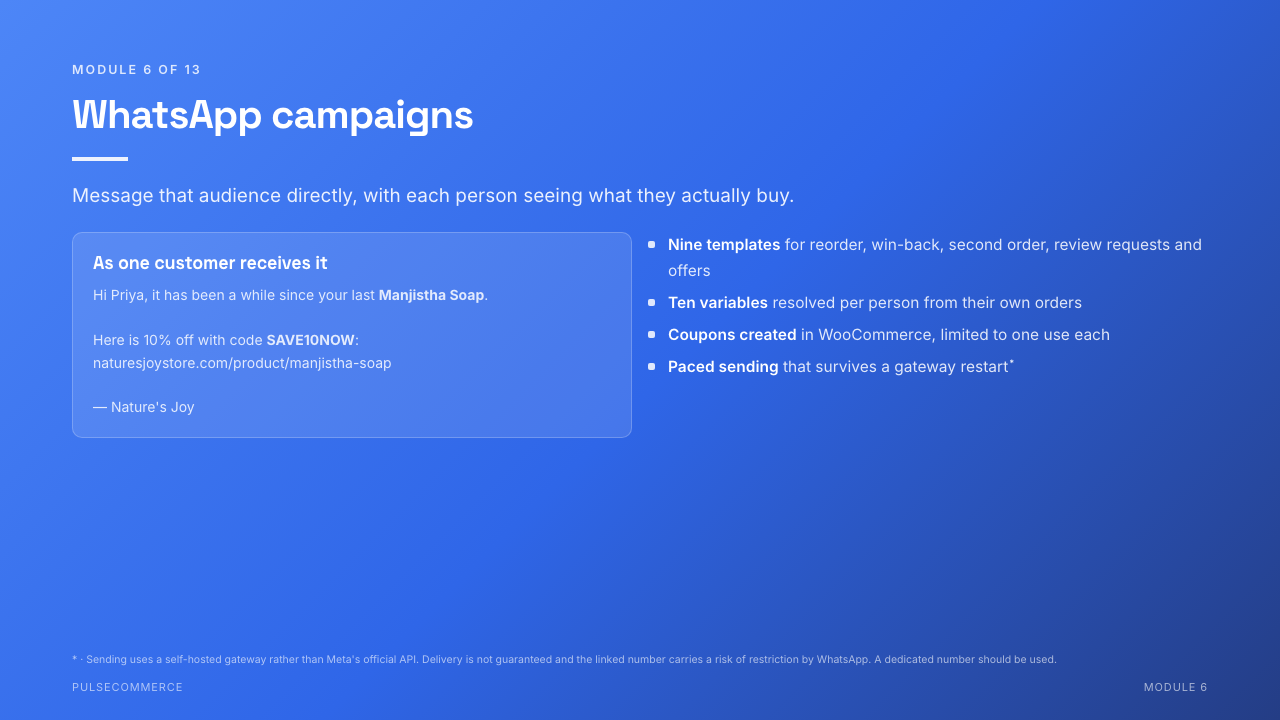 MODULE 6 OF 13
WhatsApp campaigns
Message that audience directly, with each person seeing what they actually buy.
As one customer receives it
Hi Priya, it has been a while since your last Manjistha Soap.
Here is 10% off with code SAVE10NOW:
naturesjoystore.com/product/manjistha-soap
— Nature's Joy
Nine templates for reorder, win-back, second order, review requests and
offers
Ten variables resolved per person from their own orders
Coupons created in WooCommerce, limited to one use each
Paced sending that survives a gateway restart*
* · Sending uses a self-hosted gateway rather than Meta's official API. Delivery is not guaranteed and the linked number carries a risk of restriction by WhatsApp. A dedicated number should be used.
PULSECOMMERCE
MODULE 6